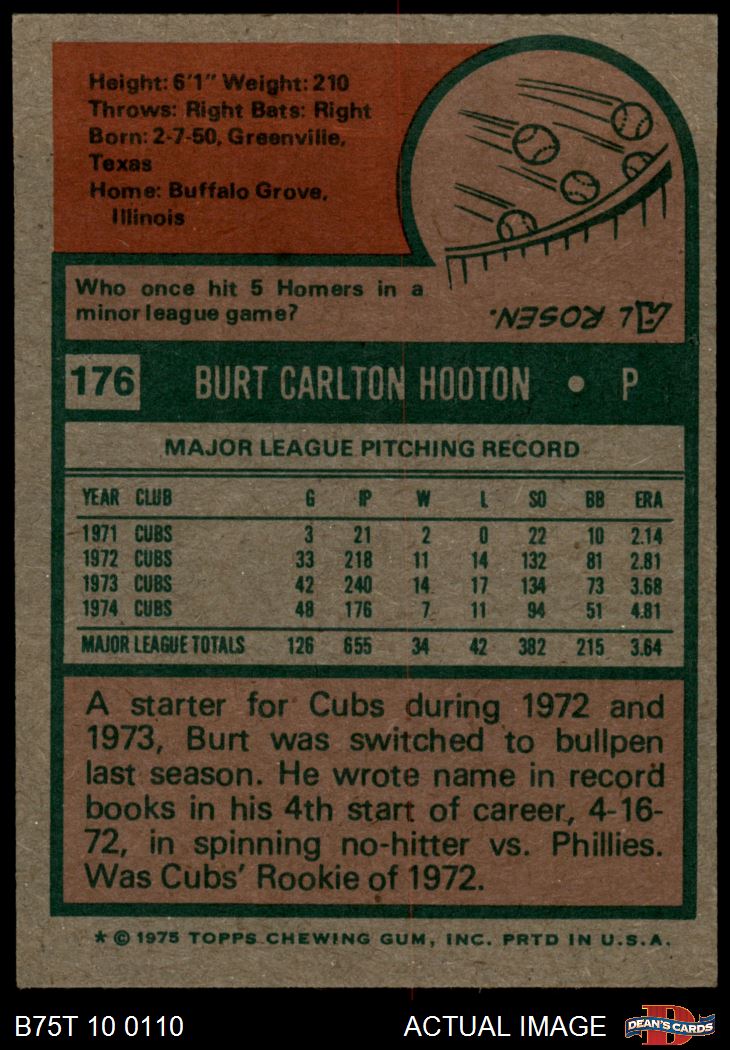 Height: 6'1" Weight: 210
Throws: Right Bats: Right
Born: 2-7-50, Greenville,
Texas
Home: Buffalo Grove,
Illinois
Who once hit 5 Homers in a
minor league game?
AL ROSEN.
176 BURT CARLTON HOOTON • P
MAJOR LEAGUE PITCHING RECORD
YEAR CLUB G IP W L SO BB ERA
1971 CUBS 3 21 2 0 22 10 2.14
1972 CUBS 33 218 11 14 132 81 2.81
1973 CUBS 42 240 14 17 134 73 3.68
1974 CUBS 48 176 7 11 94 51 4.81
MAJOR LEAGUE TOTALS 126 655 34 42 382 215 3.64
A starter for Cubs during 1972 and
1973, Burt was switched to bullpen
last season. He wrote name in record
books in his 4th start of career, 4-16-
72, in spinning no-hitter vs. Phillies.
Was Cubs' Rookie of 1972.
* © 1975 TOPPS CHEWING GUM, INC. PRTD IN U.S.A.
B75T 10 0110 ACTUAL IMAGE D DEAN'S CARDS